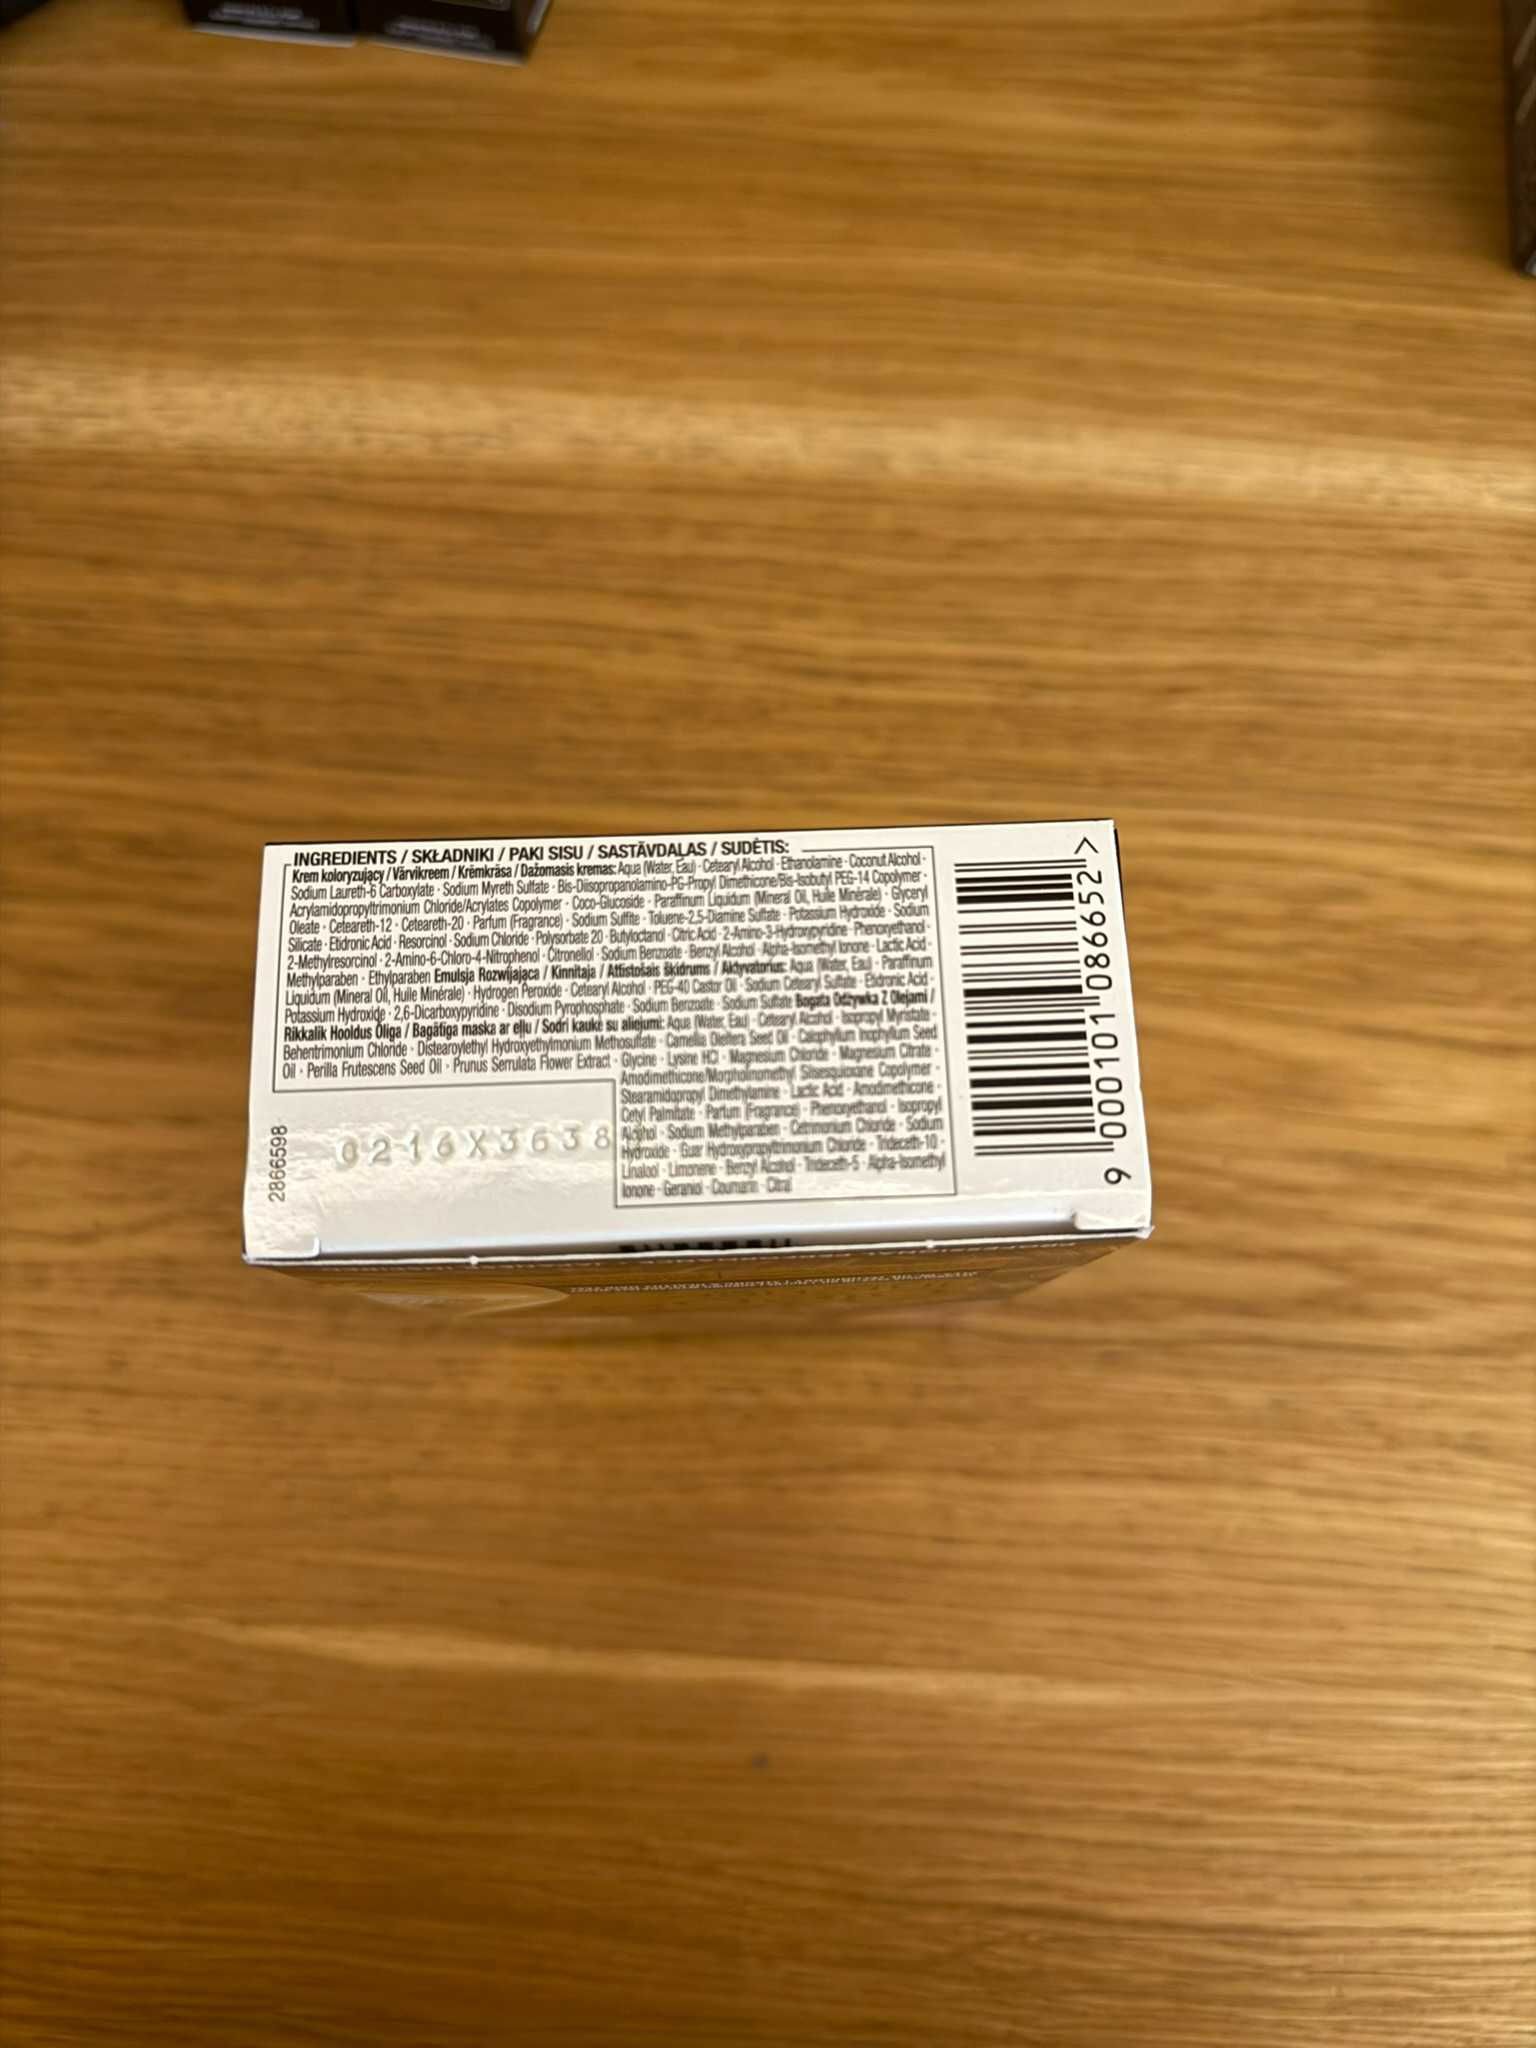 INGREDIENTS / SKŁADNIKI / PAKI SISU / SASTĀVDALAS / SUDĖTIS:
Krem koloryzujący / Värvikreem / Krēmkrāsa / Dažomasis kremas: Aqua (Water, Eau) · Cetearyl Alcohol · Ethanolamine · Coconut Alcohol ·
Sodium Laureth-6 Carboxylate · Sodium Myreth Sulfate · Bis-Diisopropanolamino-PG-Propyl Dimethicone/Bis-Isobutyl PEG-14 Copolymer ·
Acrylamidopropyltrimonium Chloride/Acrylates Copolymer · Coco-Glucoside · Paraffinum Liquidum (Mineral Oil, Huile Minérale) · Glyceryl
Oleate · Ceteareth-12 · Ceteareth-20 · Parfum (Fragrance) · Sodium Sulfite · Toluene-2,5-Diamine Sulfate · Potassium Hydroxide · Sodium
Silicate · Etidronic Acid · Resorcinol · Sodium Chloride · Polysorbate 20 · Butyloctanol · Citric Acid · 2-Amino-3-Hydroxypyridine · Phenoxyethanol ·
2-Methylresorcinol · 2-Amino-6-Chloro-4-Nitrophenol · Citronellol · Sodium Benzoate · Benzyl Alcohol · Alpha-Isomethyl Ionone · Lactic Acid ·
Methylparaben · Ethylparaben Emulsja Rozwijająca / Kinnitaja / Attīstošais šķidrums / Aktyvatorius: Aqua (Water, Eau) · Paraffinum
Liquidum (Mineral Oil, Huile Minérale) · Hydrogen Peroxide · Cetearyl Alcohol · PEG-40 Castor Oil · Sodium Cetearyl Sulfate · Etidronic Acid ·
Potassium Hydroxide · 2,6-Dicarboxypyridine · Disodium Pyrophosphate · Sodium Benzoate · Sodium Sulfate Bogata Odżywka Z Olejami /
Rikkalik Hooldus Õliga / Bagātīga maska ar eļļu / Sodri kaukė su aliejumi: Aqua (Water, Eau) · Cetearyl Alcohol · Isopropyl Myristate ·
Behentrimonium Chloride · Distearoylethyl Hydroxyethylmonium Methosulfate · Camellia Oleifera Seed Oil · Calophyllum Inophyllum Seed
Oil · Perilla Frutescens Seed Oil · Prunus Serrulata Flower Extract · Glycine · Lysine HCl · Magnesium Chloride · Magnesium Citrate ·
Amodimethicone/Morpholinomethyl Silsesquioxane Copolymer ·
Stearamidopropyl Dimethylamine · Lactic Acid · Amodimethicone ·
Cetyl Palmitate · Parfum (Fragrance) · Phenoxyethanol · Isopropyl
Alcohol · Sodium Methylparaben · Cetrimonium Chloride · Sodium
Hydroxide · Guar Hydroxypropyltrimonium Chloride · Trideceth-10 ·
Linalool · Limonene · Benzyl Alcohol · Trideceth-5 · Alpha-Isomethyl
Ionone · Geraniol · Coumarin · Citral
2866598
0216X3638
9 000101 086652 >